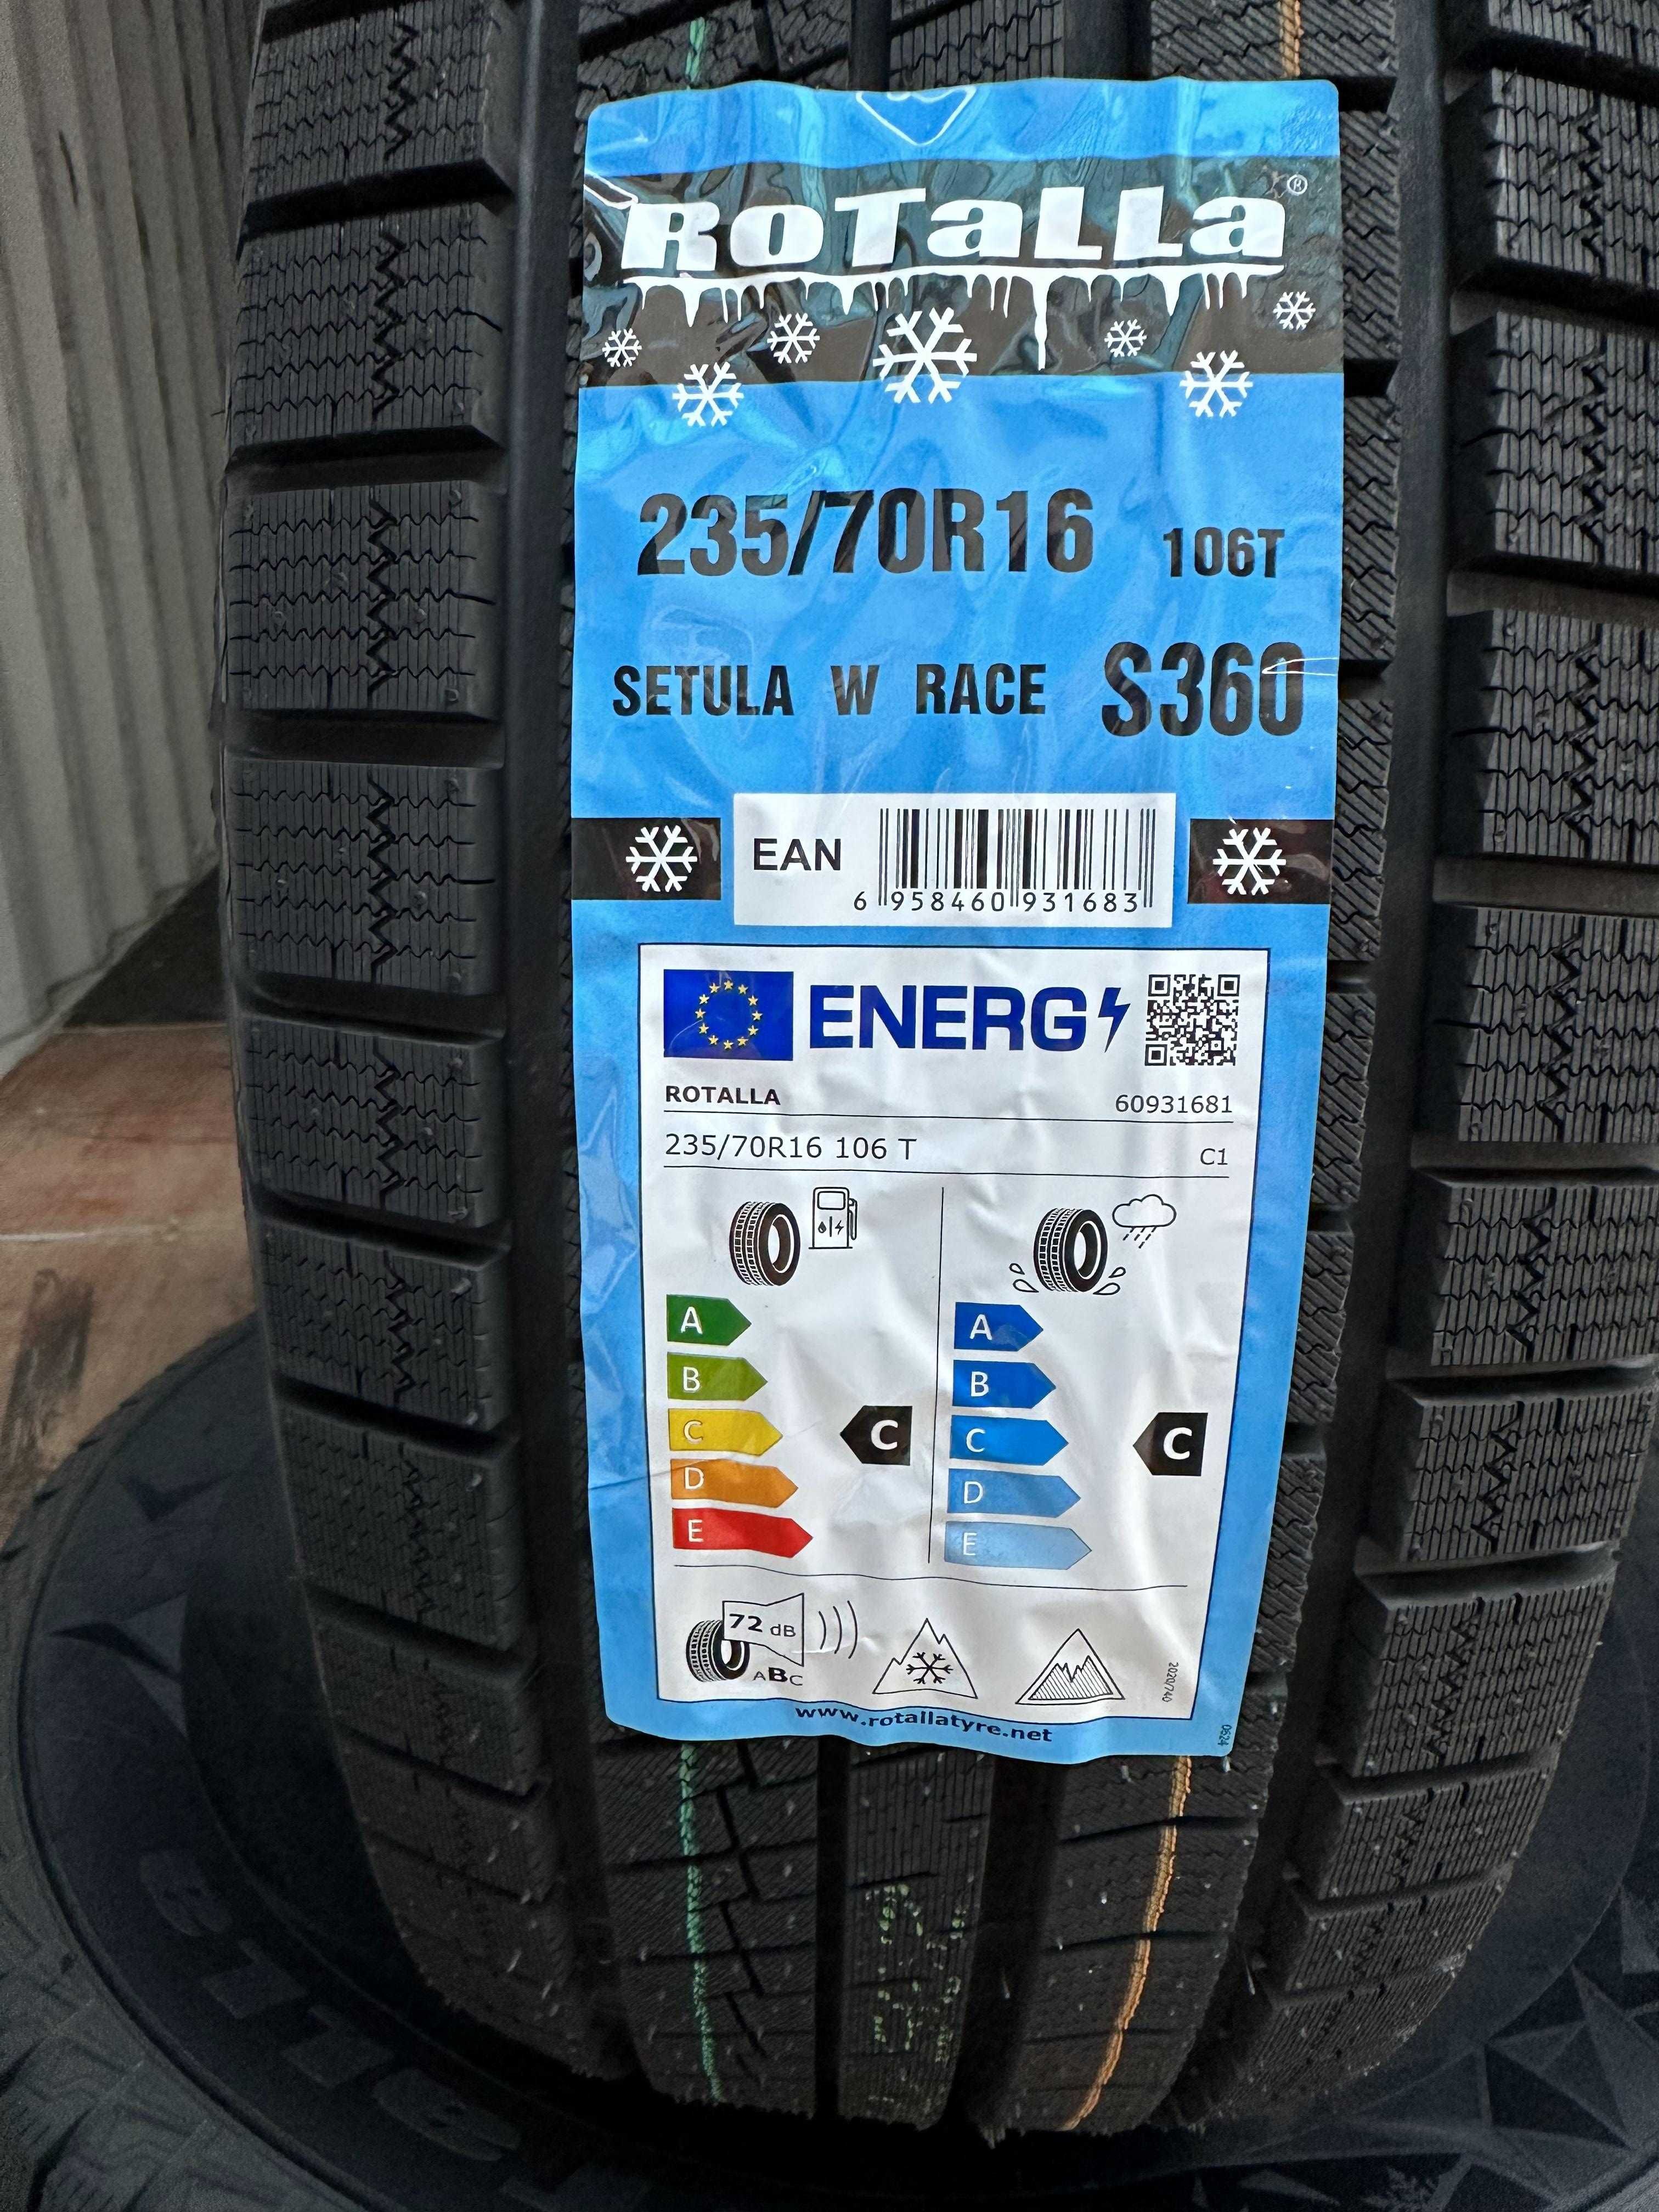 RoTaLLa®
235/70R16 106T
SETULA W RACE S360
EAN
6 958460 931683
ENERG
ROTALLA 60931681
235/70R16 106 T C1
A A
B B
C C C C
D D
E E
72 dB
ABC
2020/740
www.rotallatyre.net
0624